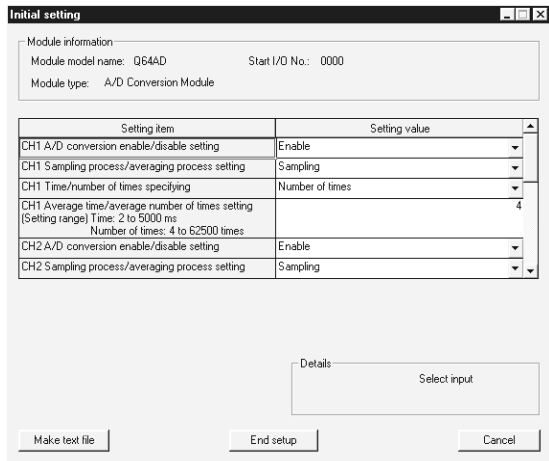 Initial setting
Module information
Module model name: Q64AD Start I/O No.: 0000
Module type: A/D Conversion Module
Setting item Setting value
CH1 A/D conversion enable/disable setting Enable
CH1 Sampling process/averaging process setting Sampling
CH1 Time/number of times specifying Number of times
CH1 Average time/average number of times setting 4
(Setting range) Time: 2 to 5000 ms
Number of times: 4 to 62500 times
CH2 A/D conversion enable/disable setting Enable
CH2 Sampling process/averaging process setting Sampling
Details
Select input
Make text file End setup Cancel